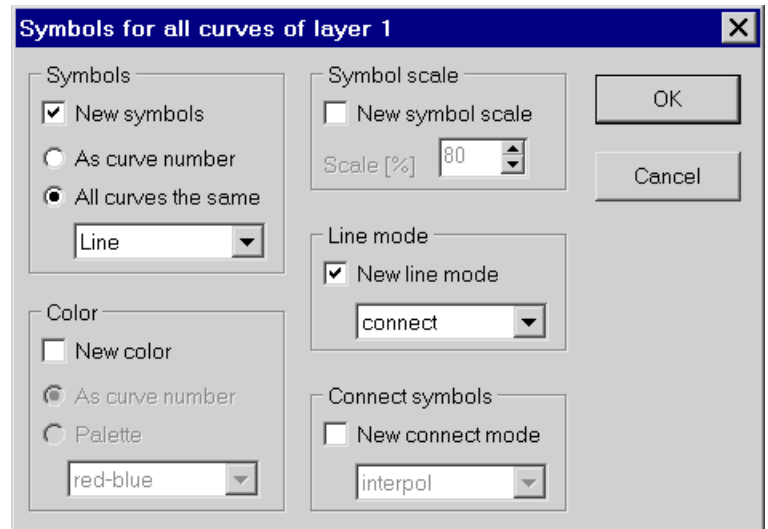 Symbols for all curves of layer 1
Symbols
New symbols
As curve number
All curves the same
Line
Color
New color
As curve number
Palette
red-blue
Symbol scale
New symbol scale
Scale [%] 80
Line mode
New line mode
connect
Connect symbols
New connect mode
interpol
OK
Cancel